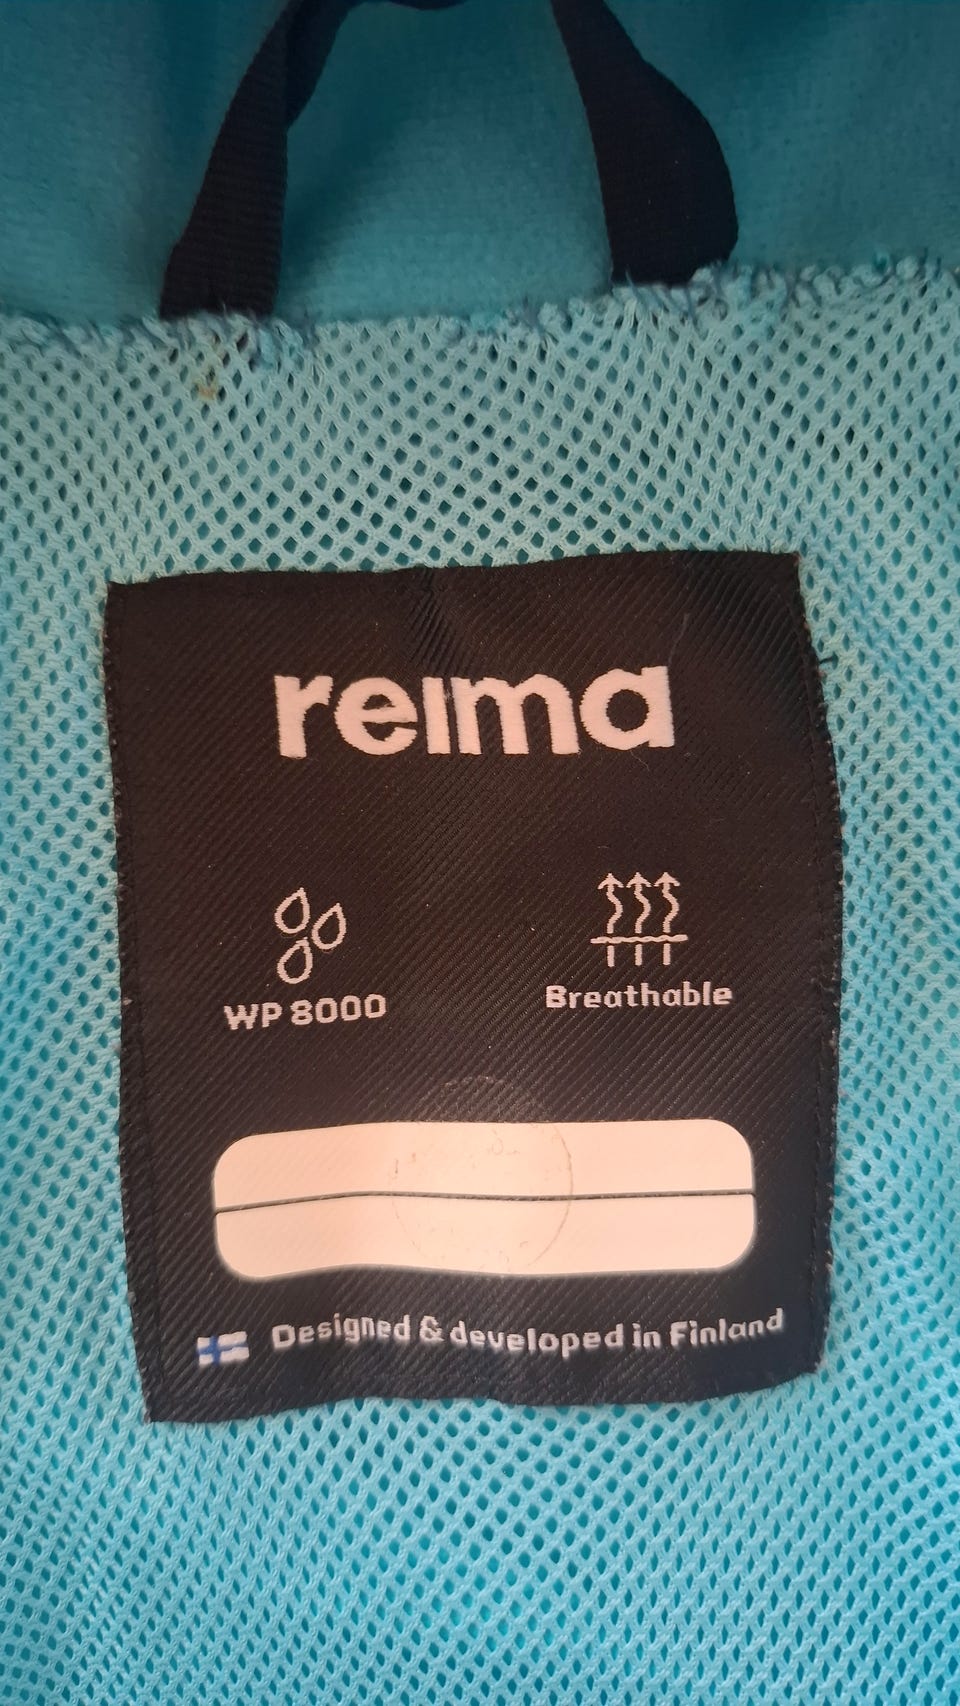 reima
WP 8000
Breathable
Designed & developed in Finland